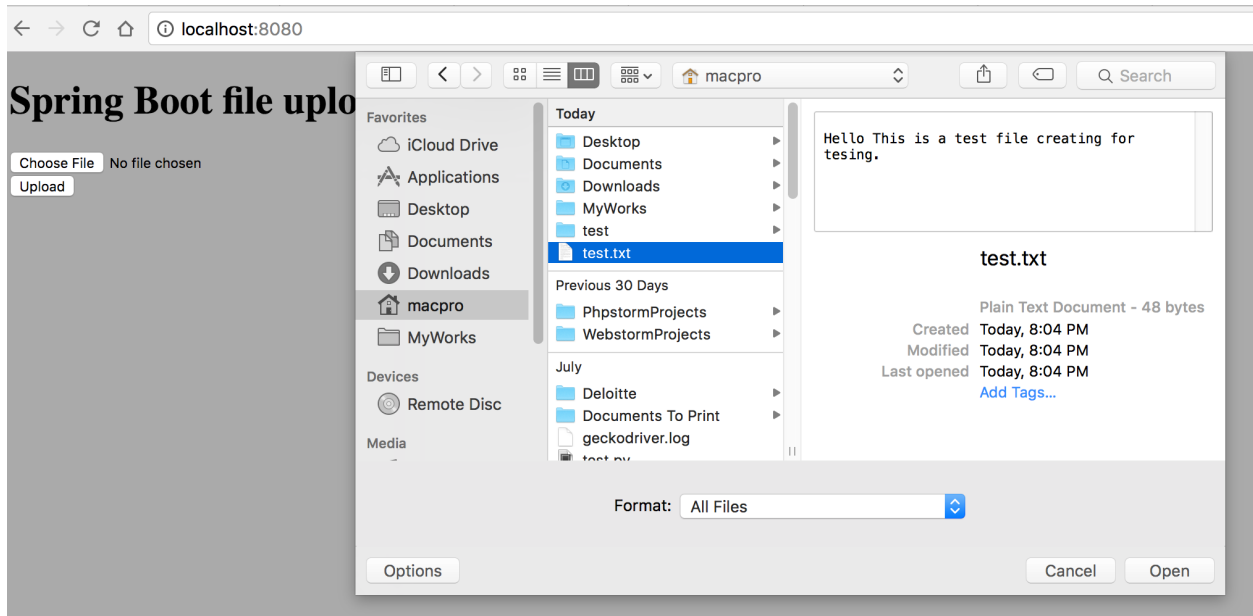 localhost:8080
Spring Boot file uplo
Choose File No file chosen
Upload
macpro
Search
Favorites
iCloud Drive
Applications
Desktop
Documents
Downloads
macpro
MyWorks
Devices
Remote Disc
Media
Today
Desktop
Documents
Downloads
MyWorks
test
test.txt
Previous 30 Days
PhpstormProjects
WebstormProjects
July
Deloitte
Documents To Print
geckodriver.log
test.py
Hello This is a test file creating for
tesing.
test.txt
Plain Text Document - 48 bytes
Created Today, 8:04 PM
Modified Today, 8:04 PM
Last opened Today, 8:04 PM
Add Tags...
Format: All Files
Options
Cancel
Open